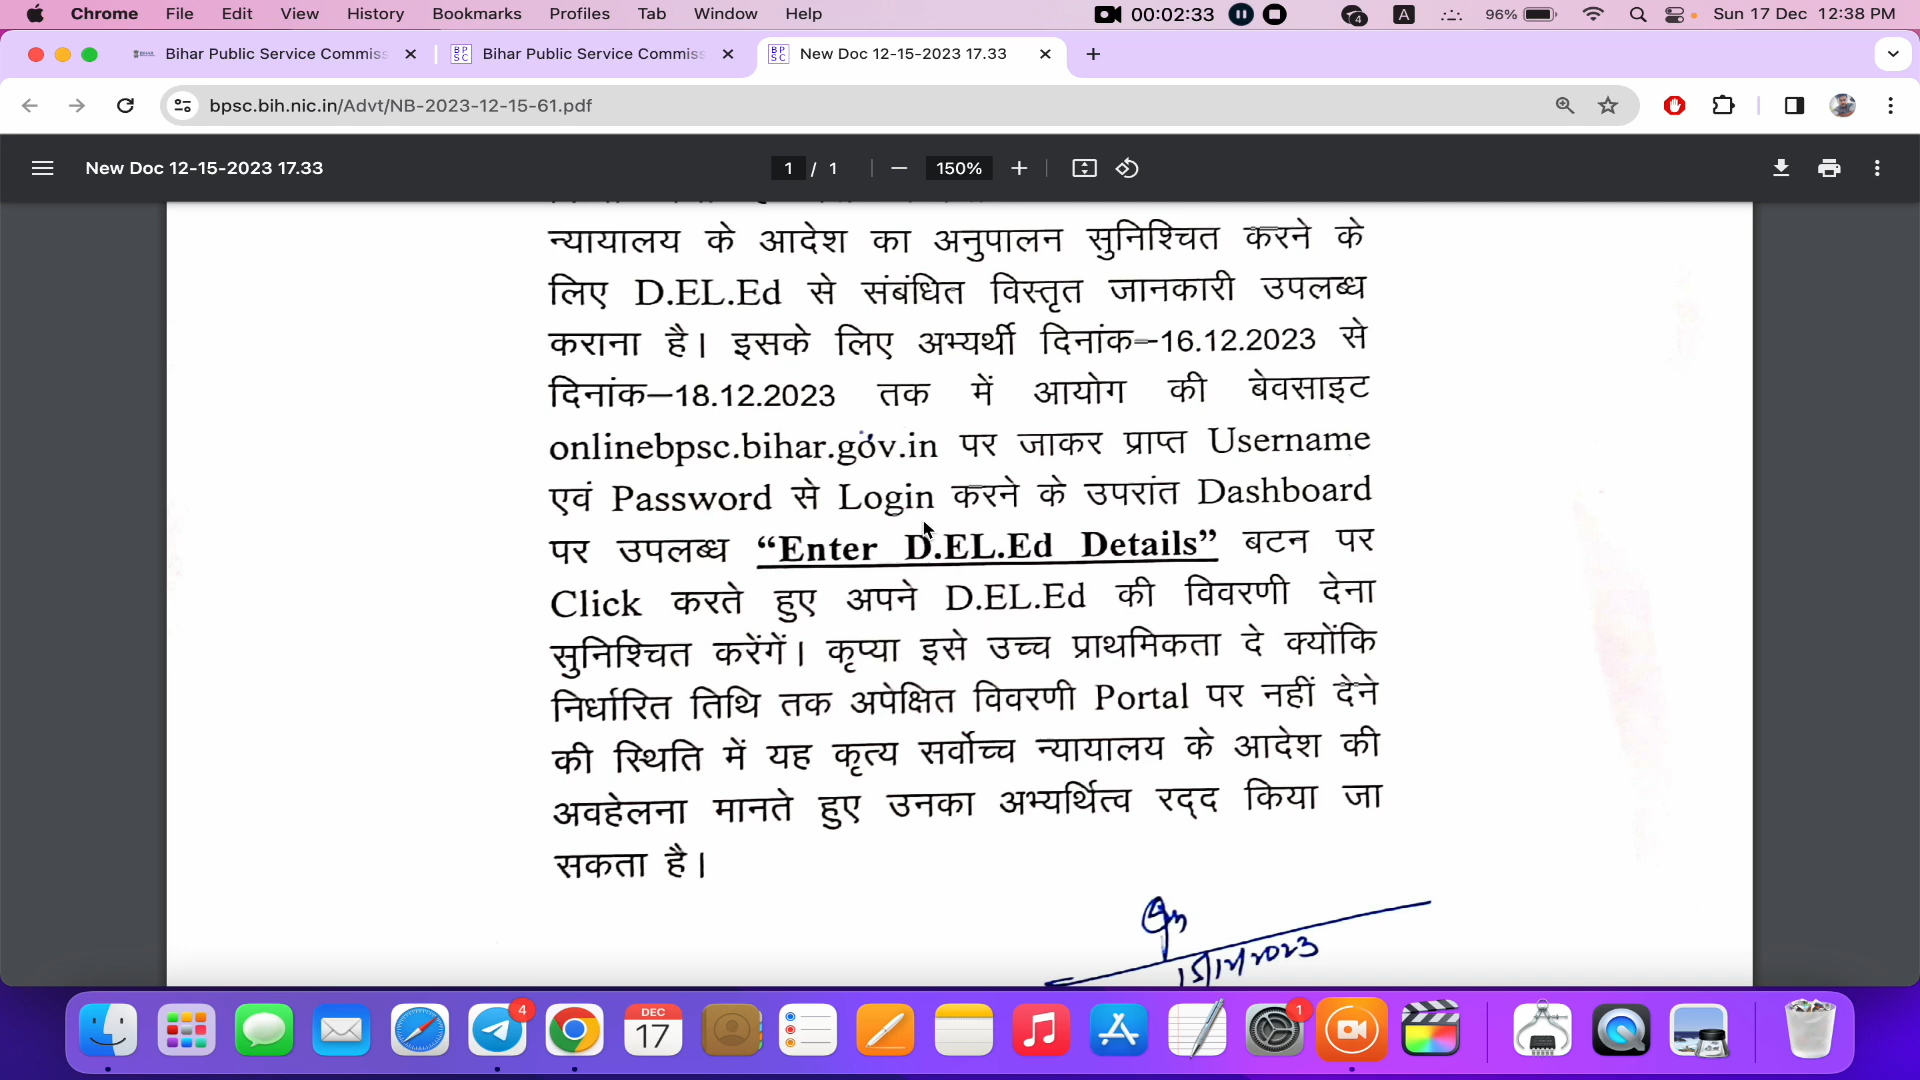 Chrome File Edit View History Bookmarks Profiles Tab Window Help 00:02:33 4 A 96% Sun 17 Dec 12:38 PM
Bihar Public Service Commiss Bihar Public Service Commiss New Doc 12-15-2023 17.33
bpsc.bih.nic.in/Advt/NB-2023-12-15-61.pdf
New Doc 12-15-2023 17.33 1 / 1 150%
न्यायालय के आदेश का अनुपालन सुनिश्चित करने के
लिए D.EL.Ed से संबंधित विस्तृत जानकारी उपलब्ध
कराना है। इसके लिए अभ्यर्थी दिनांक–16.12.2023 से
दिनांक–18.12.2023 तक में आयोग की बेवसाइट
onlinebpsc.bihar.gov.in पर जाकर प्राप्त Username
एवं Password से Login करने के उपरांत Dashboard
पर उपलब्ध “Enter D.EL.Ed Details” बटन पर
Click करते हुए अपने D.EL.Ed की विवरणी देना
सुनिश्चित करेंगें। कृप्या इसे उच्च प्राथमिकता दे क्योंकि
निर्धारित तिथि तक अपेक्षित विवरणी Portal पर नहीं देने
की स्थिति में यह कृत्य सर्वोच्च न्यायालय के आदेश की
अवहेलना मानते हुए उनका अभ्यर्थित्व रद्द किया जा
सकता है।
15/12/2023
4 DEC 17 1